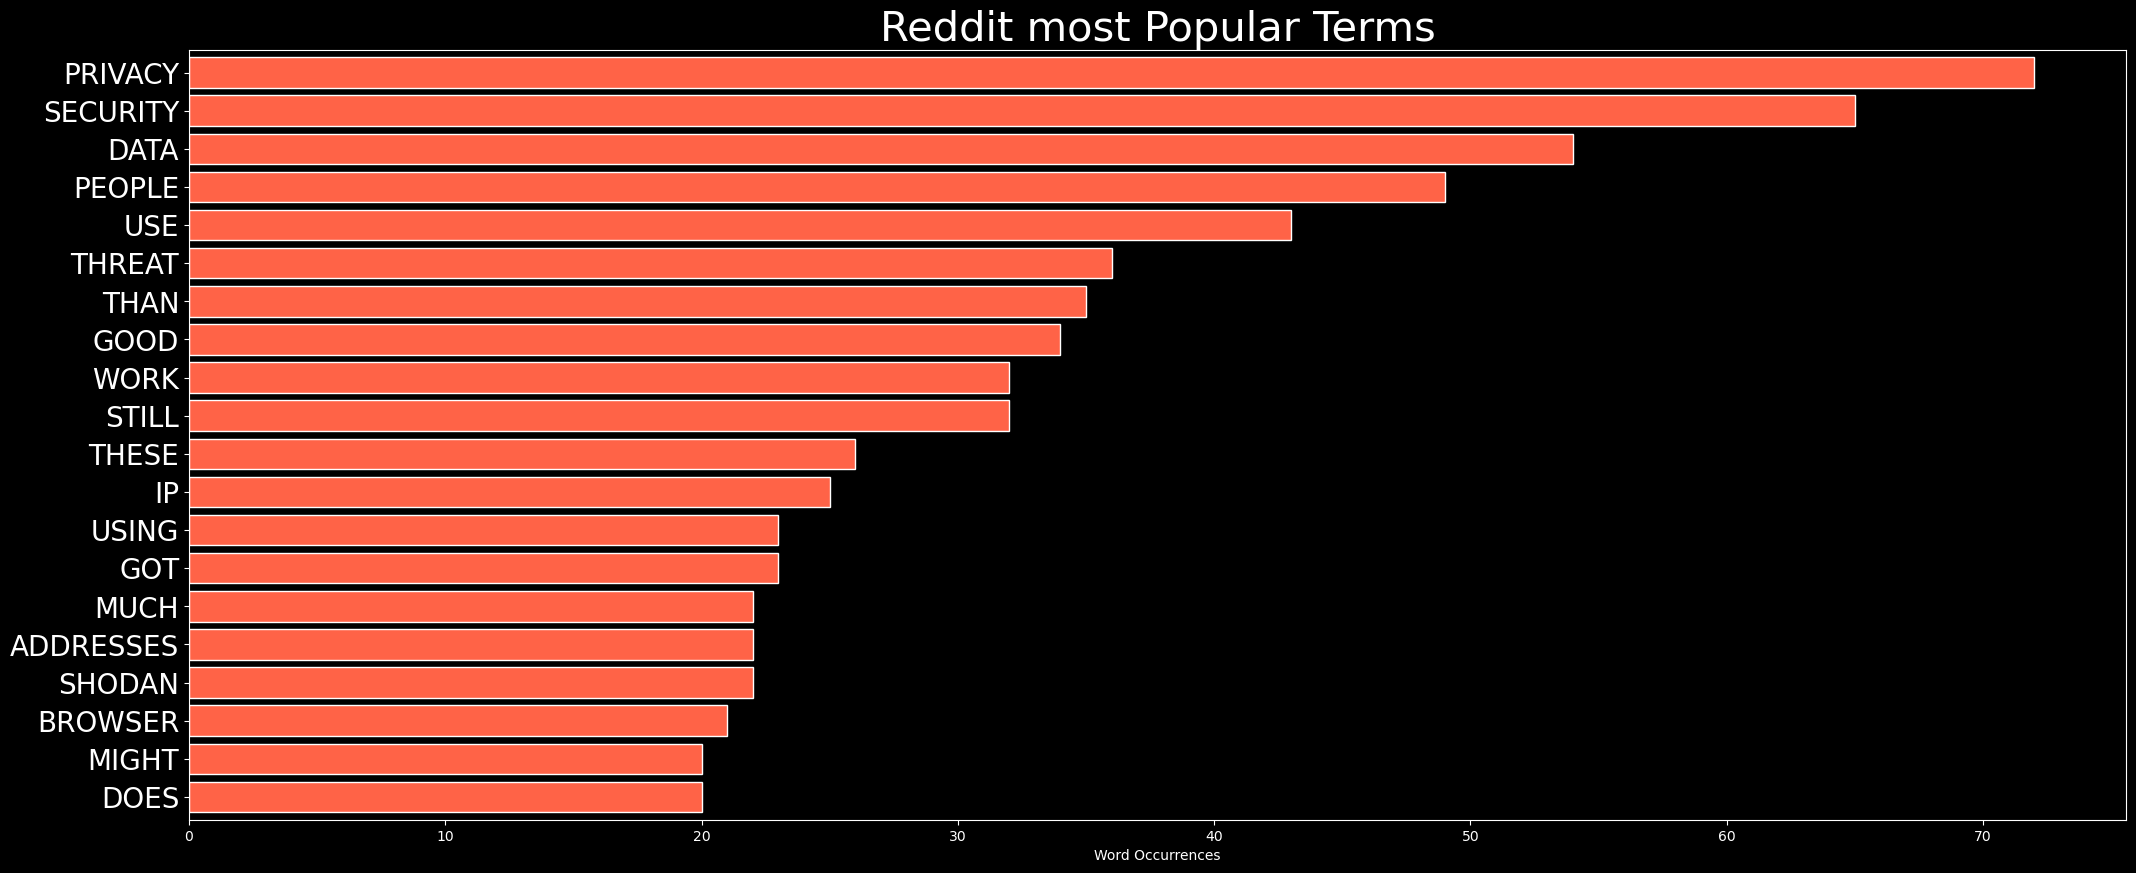 Reddit most Popular Terms
PRIVACY
SECURITY
DATA
PEOPLE
USE
THREAT
THAN
GOOD
WORK
STILL
THESE
IP
USING
GOT
MUCH
ADDRESSES
SHODAN
BROWSER
MIGHT
DOES
0 10 20 30 40 50 60 70
Word Occurrences